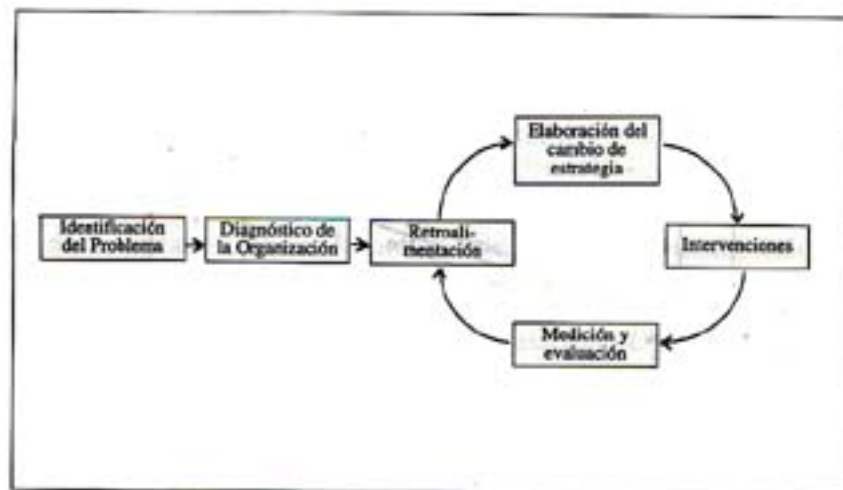 Identificación
del Problema
Diagnóstico de
la Organización
Retroali-
mentación
Elaboración del
cambio de
estrategia
Intervenciones
Medición y
evaluación